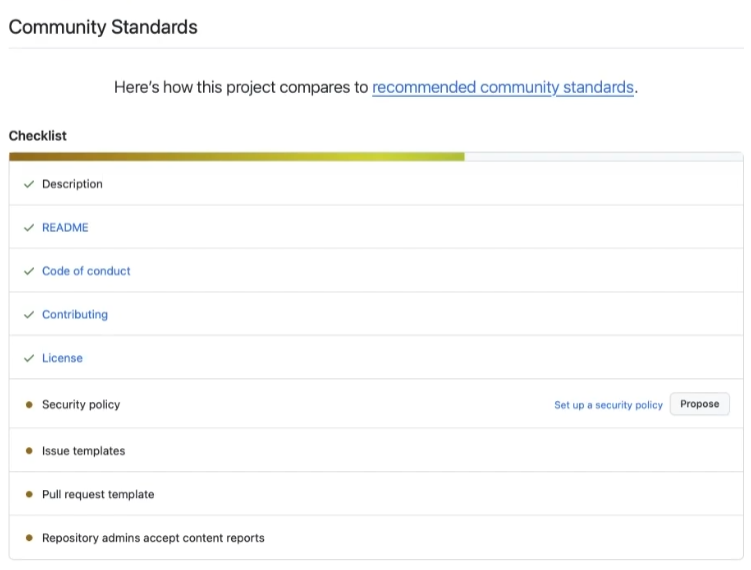 Community Standards
Here's how this project compares to recommended community standards.
Checklist
Description
README
Code of conduct
Contributing
License
Security policy Set up a security policy Propose
Issue templates
Pull request template
Repository admins accept content reports